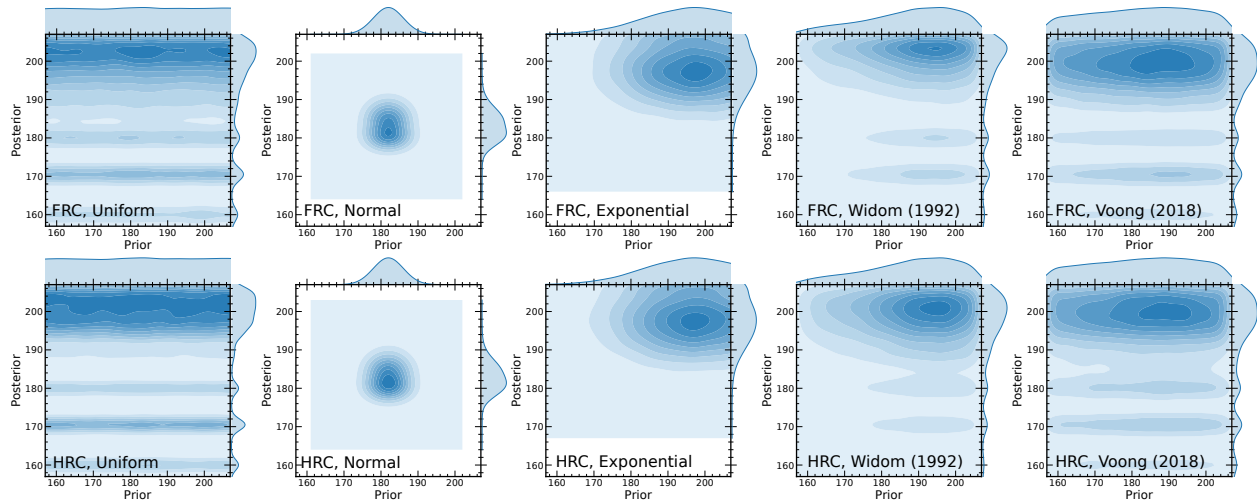 200
190
180
170
160
Posterior
FRC, Uniform
160 170 180 190 200
Prior
200
190
180
170
160
Posterior
FRC, Normal
160 170 180 190 200
Prior
200
190
180
170
160
Posterior
FRC, Exponential
160 170 180 190 200
Prior
200
190
180
170
160
Posterior
FRC, Widom (1992)
160 170 180 190 200
Prior
200
190
180
170
160
Posterior
FRC, Voong (2018)
160 170 180 190 200
Prior
200
190
180
170
160
Posterior
HRC, Uniform
160 170 180 190 200
Prior
200
190
180
170
160
Posterior
HRC, Normal
160 170 180 190 200
Prior
200
190
180
170
160
Posterior
HRC, Exponential
160 170 180 190 200
Prior
200
190
180
170
160
Posterior
HRC, Widom (1992)
160 170 180 190 200
Prior
200
190
180
170
160
Posterior
HRC, Voong (2018)
160 170 180 190 200
Prior